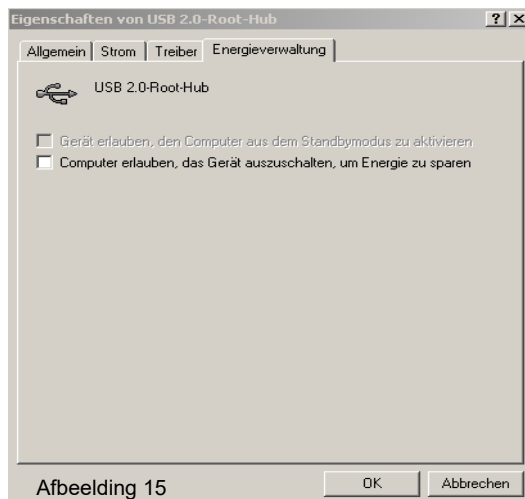 Eigenschaften von USB 2.0-Root-Hub
Allgemein Strom Treiber Energieverwaltung
USB 2.0-Root-Hub
Gerät erlauben, den Computer aus dem Standbymodus zu aktivieren
Computer erlauben, das Gerät auszuschalten, um Energie zu sparen
Afbeelding 15 OK Abbrechen